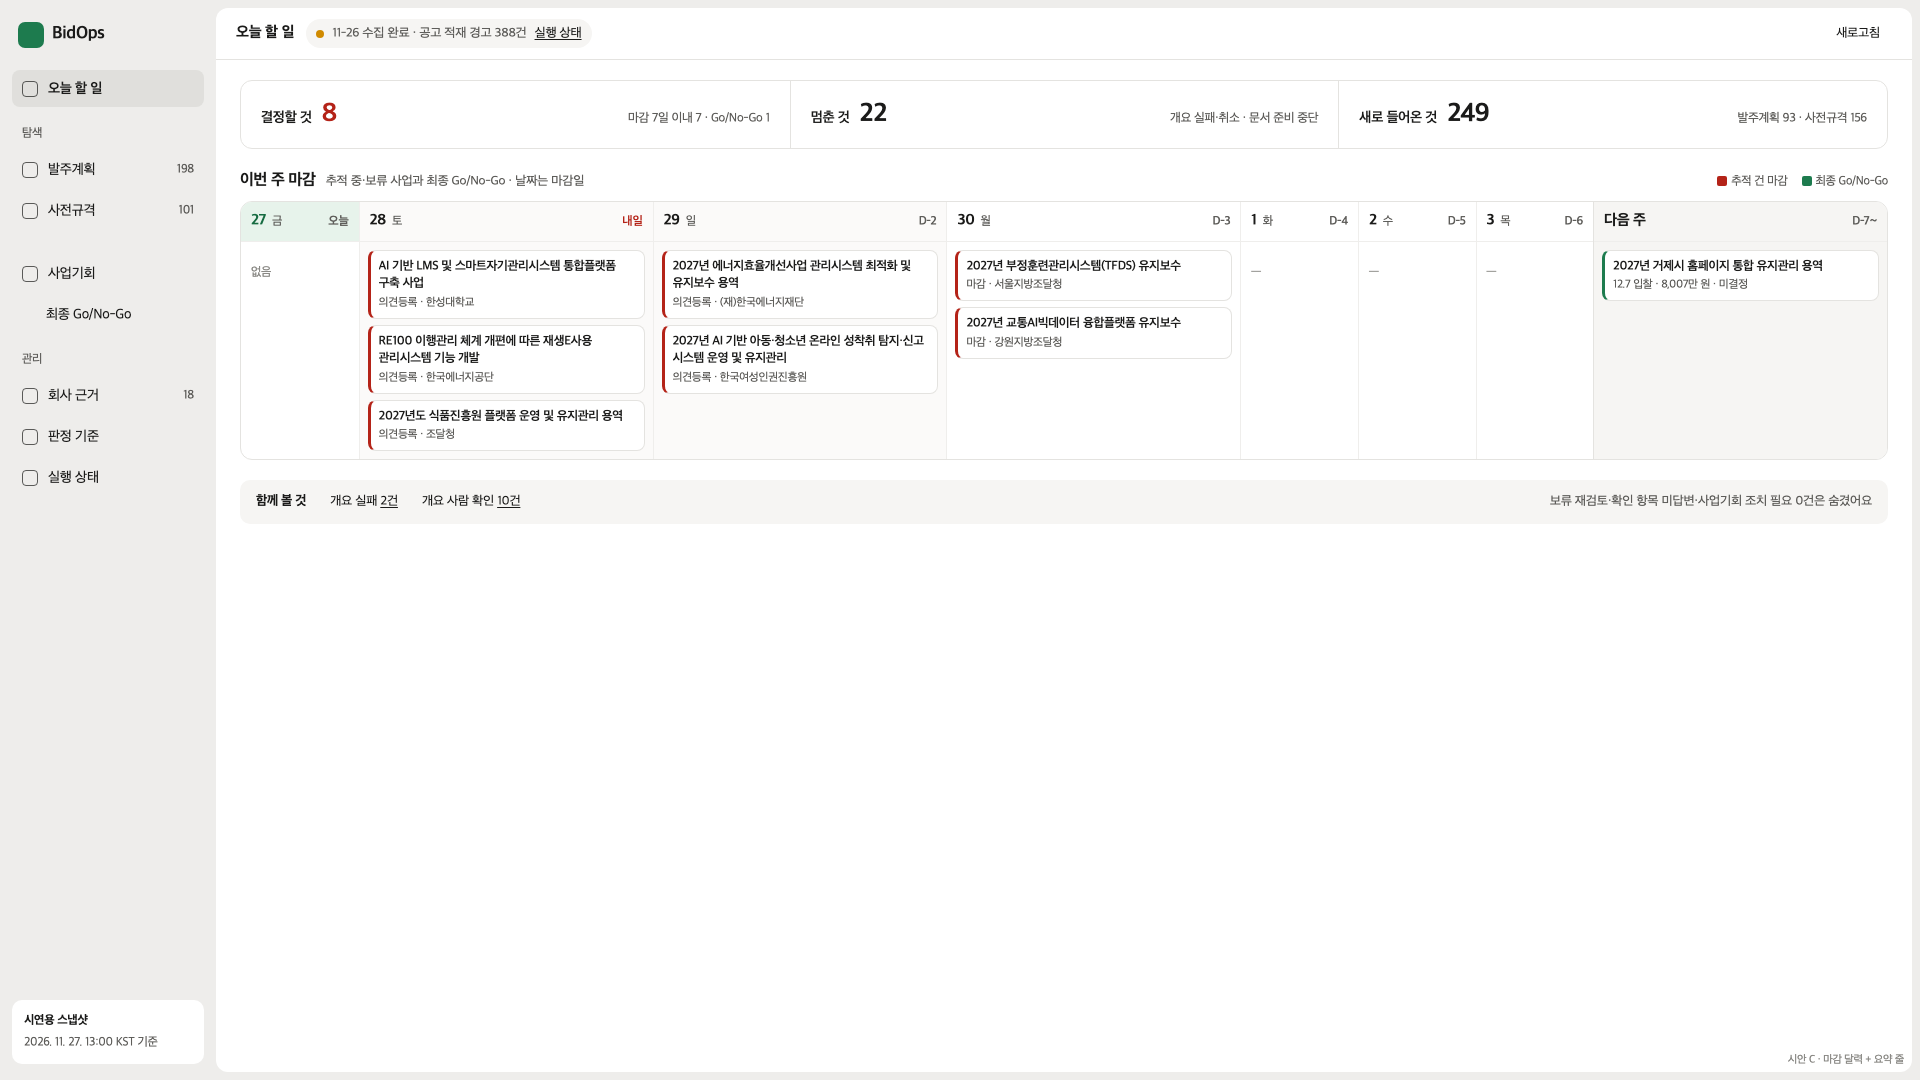 BidOps
오늘 할 일
탐색
발주계획 198
사전규격 101
사업기회
최종 Go/No-Go
관리
회사 근거 18
판정 기준
실행 상태
시연용 스냅샷
2026. 11. 27. 13:00 KST 기준
오늘 할 일 11-26 수집 완료 · 공고 적재 경고 388건 실행 상태 새로고침
결정할 것 8 마감 7일 이내 7 · Go/No-Go 1
멈춘 것 22 개요 실패·취소 · 문서 준비 중단
새로 들어온 것 249 발주계획 93 · 사전규격 156
이번 주 마감 추적 중·보류 사업과 최종 Go/No-Go · 날짜는 마감일 추적 건 마감 최종 Go/No-Go
27 금 오늘
없음
28 토 내일
AI 기반 LMS 및 스마트자기관리시스템 통합플랫폼
구축 사업
의견등록 · 한성대학교
RE100 이행관리 체계 개편에 따른 재생E사용
관리시스템 기능 개발
의견등록 · 한국에너지공단
2027년도 식품진흥원 플랫폼 운영 및 유지관리 용역
의견등록 · 조달청
29 일 D-2
2027년 에너지효율개선사업 관리시스템 최적화 및
유지보수 용역
의견등록 · (재)한국에너지재단
2027년 AI 기반 아동·청소년 온라인 성착취 탐지·신고
시스템 운영 및 유지관리
의견등록 · 한국여성인권진흥원
30 월 D-3
2027년 부정훈련관리시스템(TFDS) 유지보수
마감 · 서울지방조달청
2027년 교통AI빅데이터 융합플랫폼 유지보수
마감 · 강원지방조달청
1 화 D-4
—
2 수 D-5
—
3 목 D-6
—
다음 주 D-7~
2027년 거제시 홈페이지 통합 유지관리 용역
12.7 입찰 · 8,007만 원 · 미결정
함께 볼 것 개요 실패 2건 개요 사람 확인 10건 보류 재검토·확인 항목 미답변·사업기회 조치 필요 0건은 숨겼어요
시안 C · 마감 달력 + 요약 줄